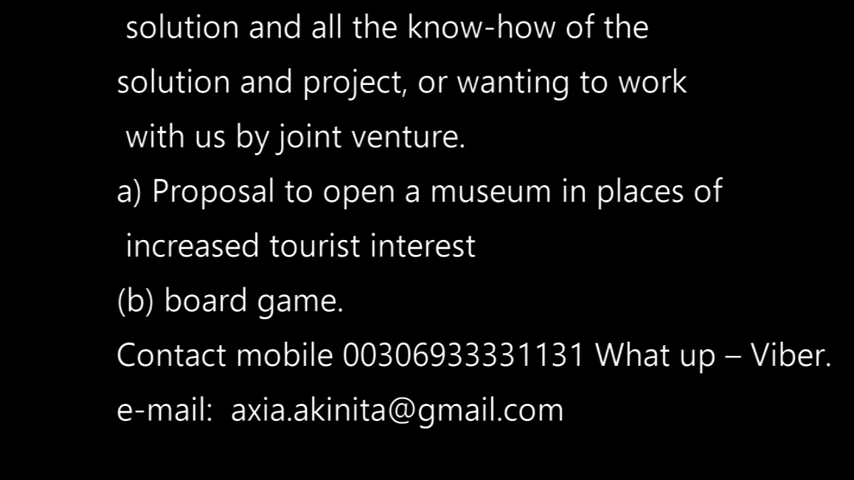 solution and all the know-how of the
solution and project, or wanting to work
with us by joint venture.
a) Proposal to open a museum in places of
increased tourist interest
(b) board game.
Contact mobile 00306933331131 What up – Viber.
e-mail:  axia.akinita@gmail.com